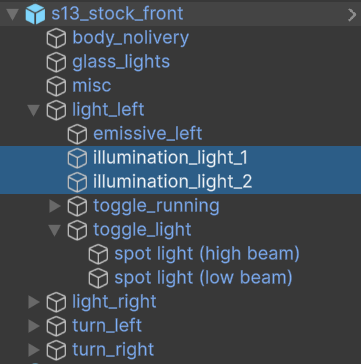 s13_stock_front
body_nolivery
glass_lights
misc
light_left
emissive_left
illumination_light_1
illumination_light_2
toggle_running
toggle_light
spot light (high beam)
spot light (low beam)
light_right
turn_left
turn_right